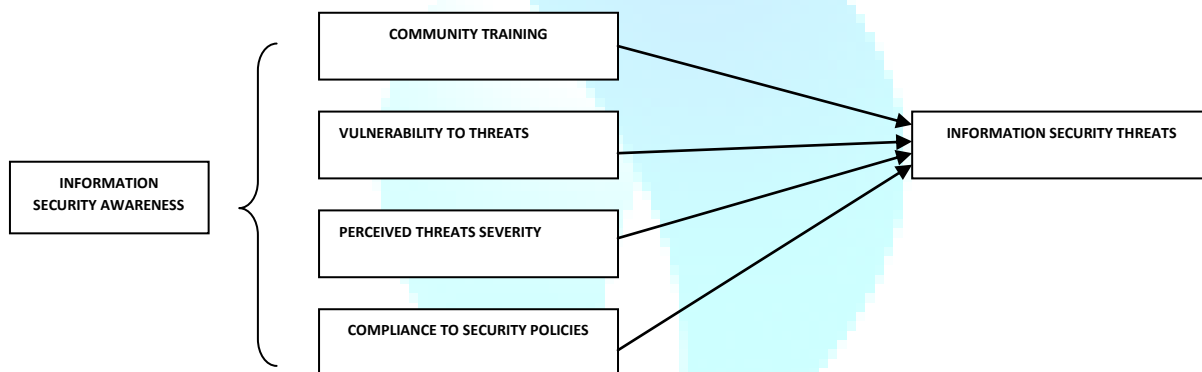 COMMUNITY TRAINING
VULNERABILITY TO THREATS
INFORMATION SECURITY THREATS
INFORMATION
SECURITY AWARENESS
PERCEIVED THREATS SEVERITY
COMPLIANCE TO SECURITY POLICIES